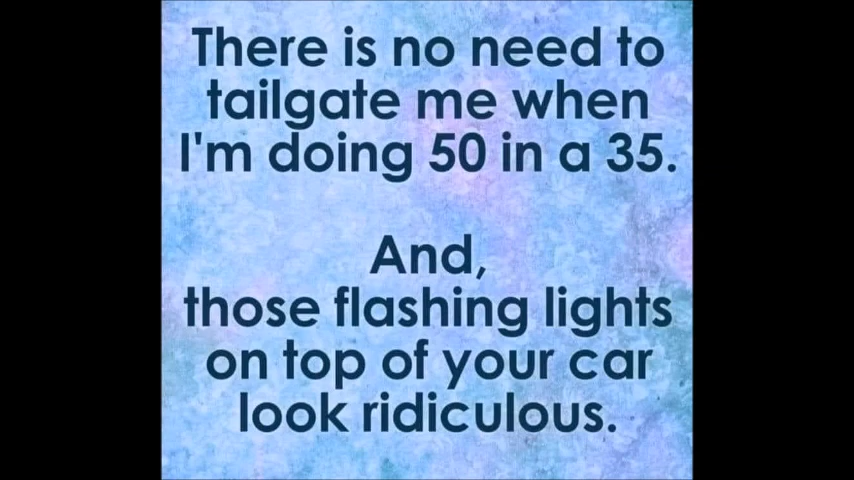 There is no need to
tailgate me when
I'm doing 50 in a 35.
And,
those flashing lights
on top of your car
look ridiculous.